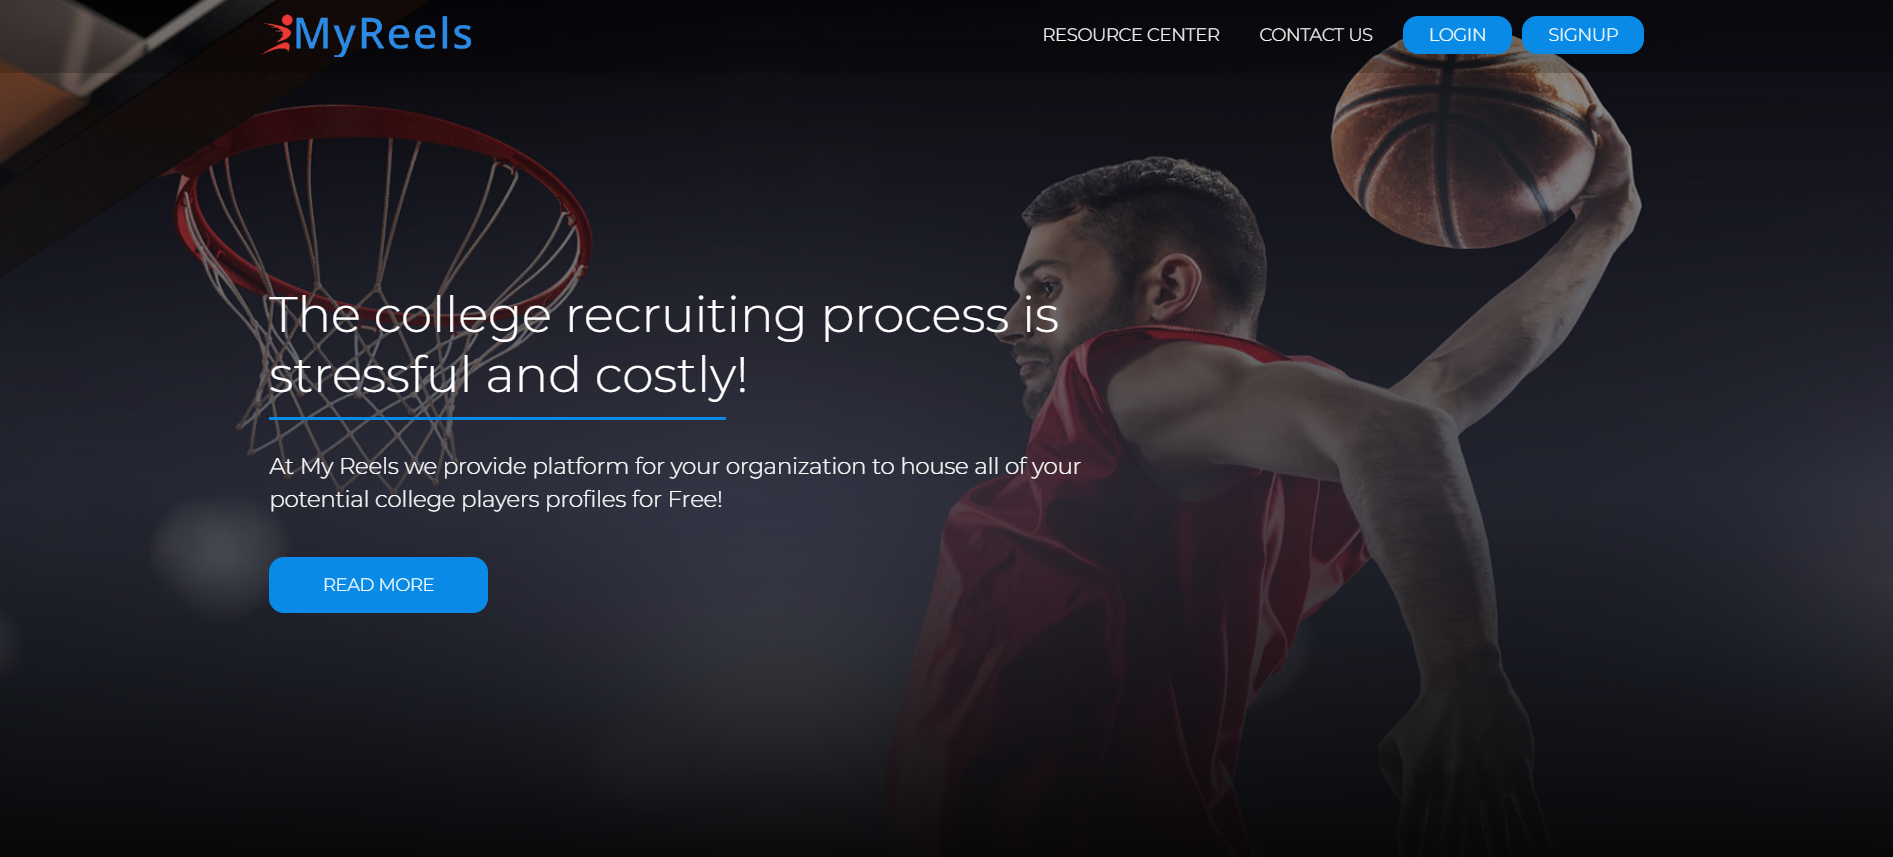 MyReels
RESOURCE CENTER
CONTACT US
LOGIN
SIGNUP
The college recruiting process is
stressful and costly!
At My Reels we provide platform for your organization to house all of your
potential college players profiles for Free!
READ MORE